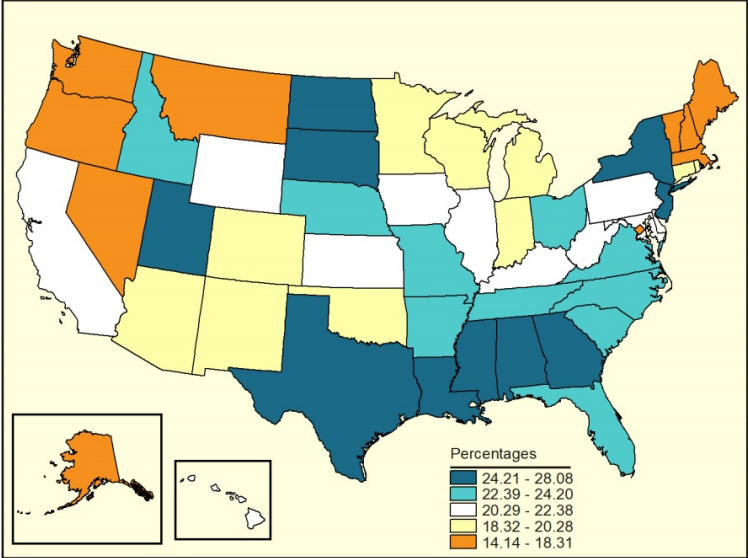 Percentages
24.21 - 28.08
22.39 - 24.20
20.29 - 22.38
18.32 - 20.28
14.14 - 18.31